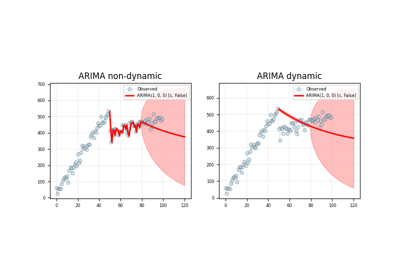 ARIMA non-dynamic
Observed
ARIMA(1, 0, 0) [c, False]
700
600
500
400
300
200
100
0
0 20 40 60 80 100 120
ARIMA dynamic
Observed
ARIMA(1, 0, 0) [c, False]
600
500
400
300
200
100
0
0 20 40 60 80 100 120